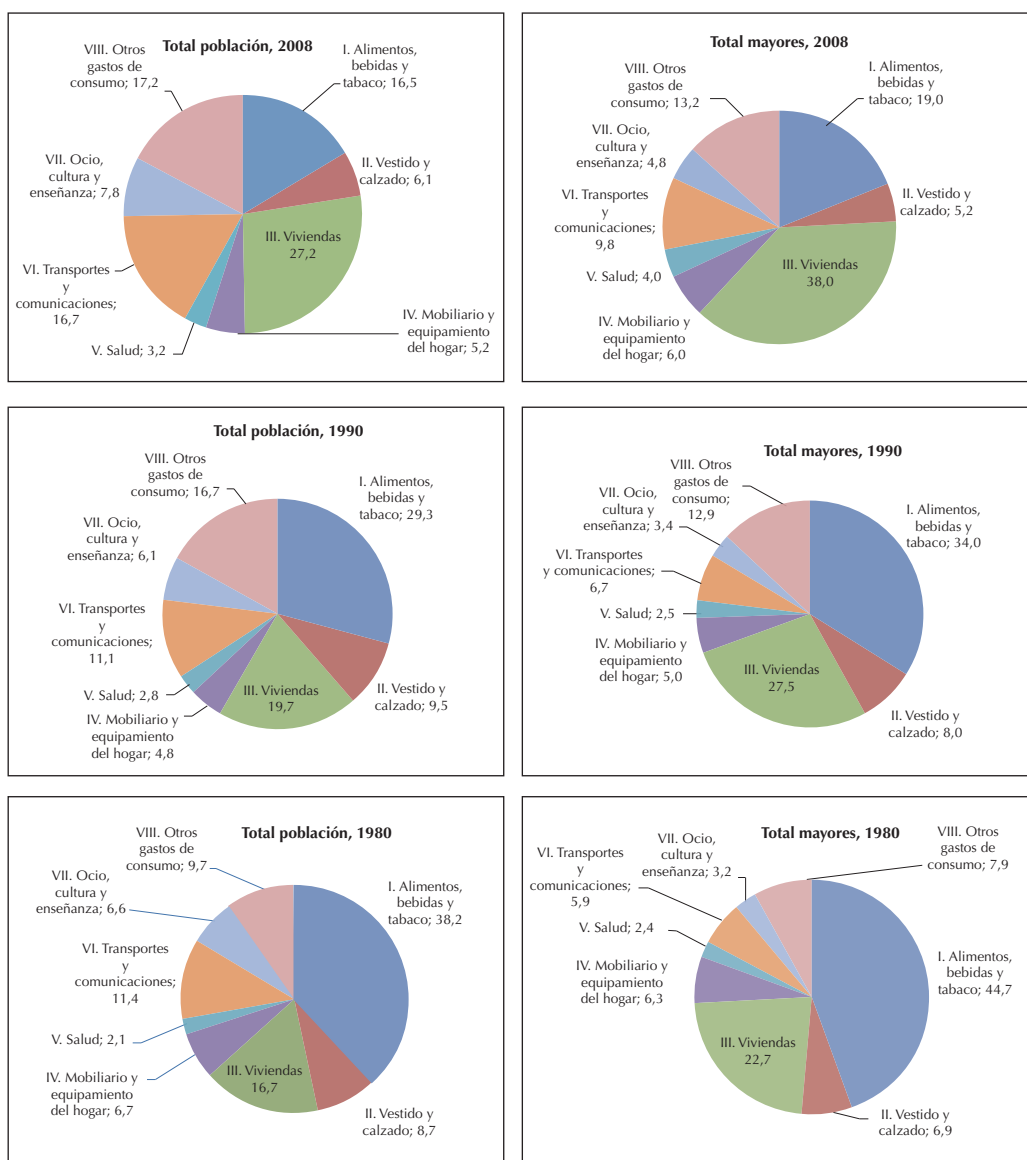 Total población, 2008
VIII. Otros
gastos de
consumo; 17,2
I. Alimentos,
bebidas y
tabaco; 16,5
VII. Ocio,
cultura y
enseñanza; 7,8
II. Vestido y
calzado; 6,1
III. Viviendas
27,2
VI. Transportes
y
comunicaciones;
16,7
V. Salud; 3,2
IV. Mobiliario y
equipamiento
del hogar; 5,2
Total mayores, 2008
VIII. Otros
gastos de
consumo; 13,2
I. Alimentos,
bebidas y
tabaco; 19,0
VII. Ocio,
cultura y
enseñanza; 4,8
II. Vestido y
calzado; 5,2
VI. Transportes
y
comunicaciones;
9,8
III. Viviendas
38,0
V. Salud; 4,0
IV. Mobiliario y
equipamiento
del hogar; 6,0
Total población, 1990
VIII. Otros
gastos de
consumo; 16,7
I. Alimentos,
bebidas y
tabaco; 29,3
VII. Ocio,
cultura y
enseñanza;
6,1
VI. Transportes
y
comunicaciones;
11,1
V. Salud; 2,8
III. Viviendas
19,7
II. Vestido y
calzado; 9,5
IV. Mobiliario y
equipamiento
del hogar; 4,8
Total mayores, 1990
VIII. Otros
gastos de
consumo;
12,9
VII. Ocio,
cultura y
enseñanza; 3,4
I. Alimentos,
bebidas y
tabaco; 34,0
VI. Transportes
y comunicaciones;
6,7
V. Salud; 2,5
IV. Mobiliario y
equipamiento
del hogar;
5,0
III. Viviendas
27,5
II. Vestido y
calzado; 8,0
Total población, 1980
VIII. Otros
gastos de
consumo; 9,7
VII. Ocio,
cultura y
enseñanza; 6,6
I. Alimentos,
bebidas y
tabaco; 38,2
VI. Transportes
y
comunicaciones;
11,4
V. Salud; 2,1
IV. Mobiliario y
equipamiento
del hogar;
6,7
III. Viviendas
16,7
II. Vestido y
calzado; 8,7
Total mayores, 1980
VIII. Otros
gastos de
consumo; 7,9
VII. Ocio,
cultura y
enseñanza; 3,2
VI. Transportes
y
comunicaciones;
5,9
V. Salud; 2,4
IV. Mobiliario y
equipamiento
del hogar; 6,3
I. Alimentos,
bebidas y
tabaco; 44,7
III. Viviendas
22,7
II. Vestido y
calzado; 6,9